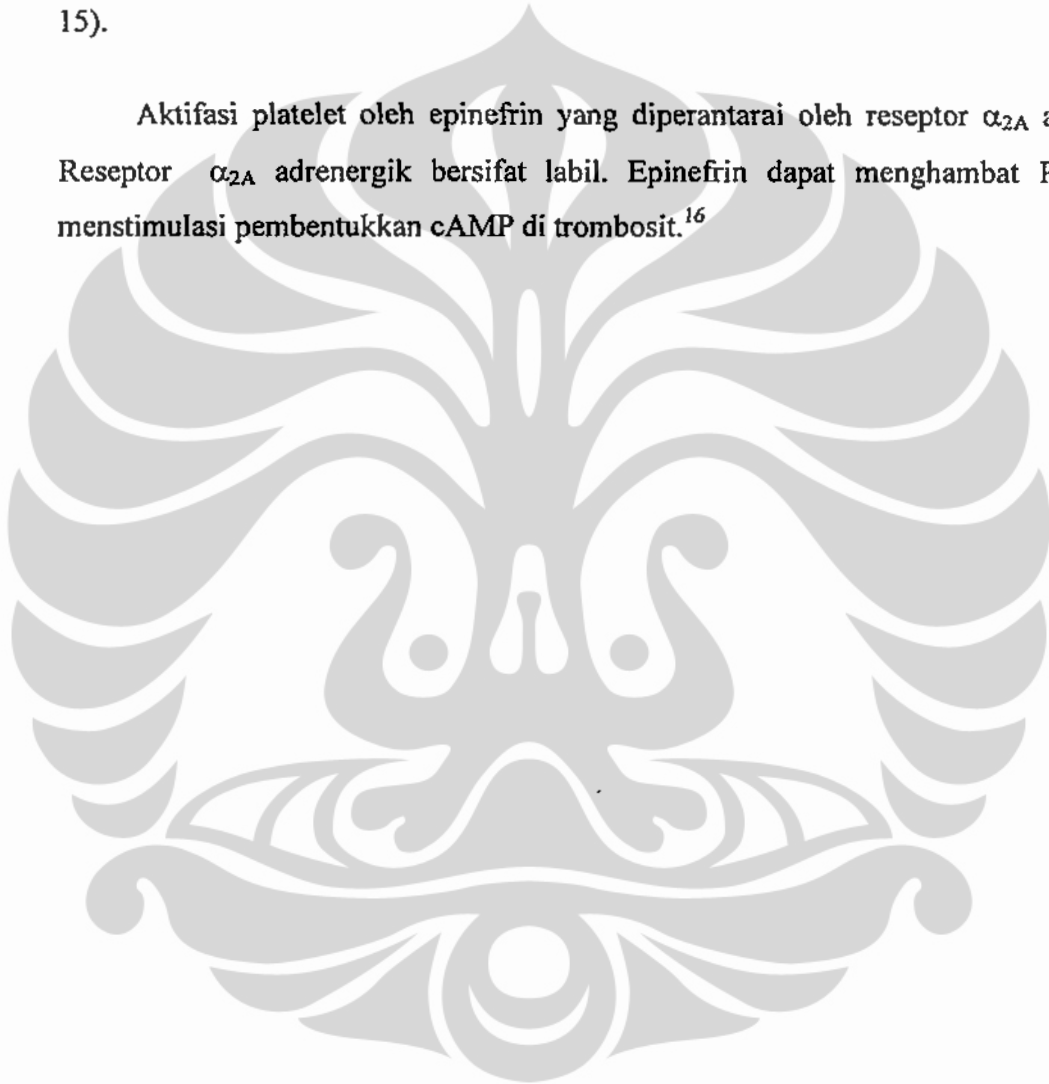 15).
Aktifasi platelet oleh epinefrin yang diperantarai oleh reseptor α₂A
Reseptor α₂A adrenergik bersifat labil. Epinefrin dapat menghambat
menstimulasi pembentukkan cAMP di trombosit.¹⁶